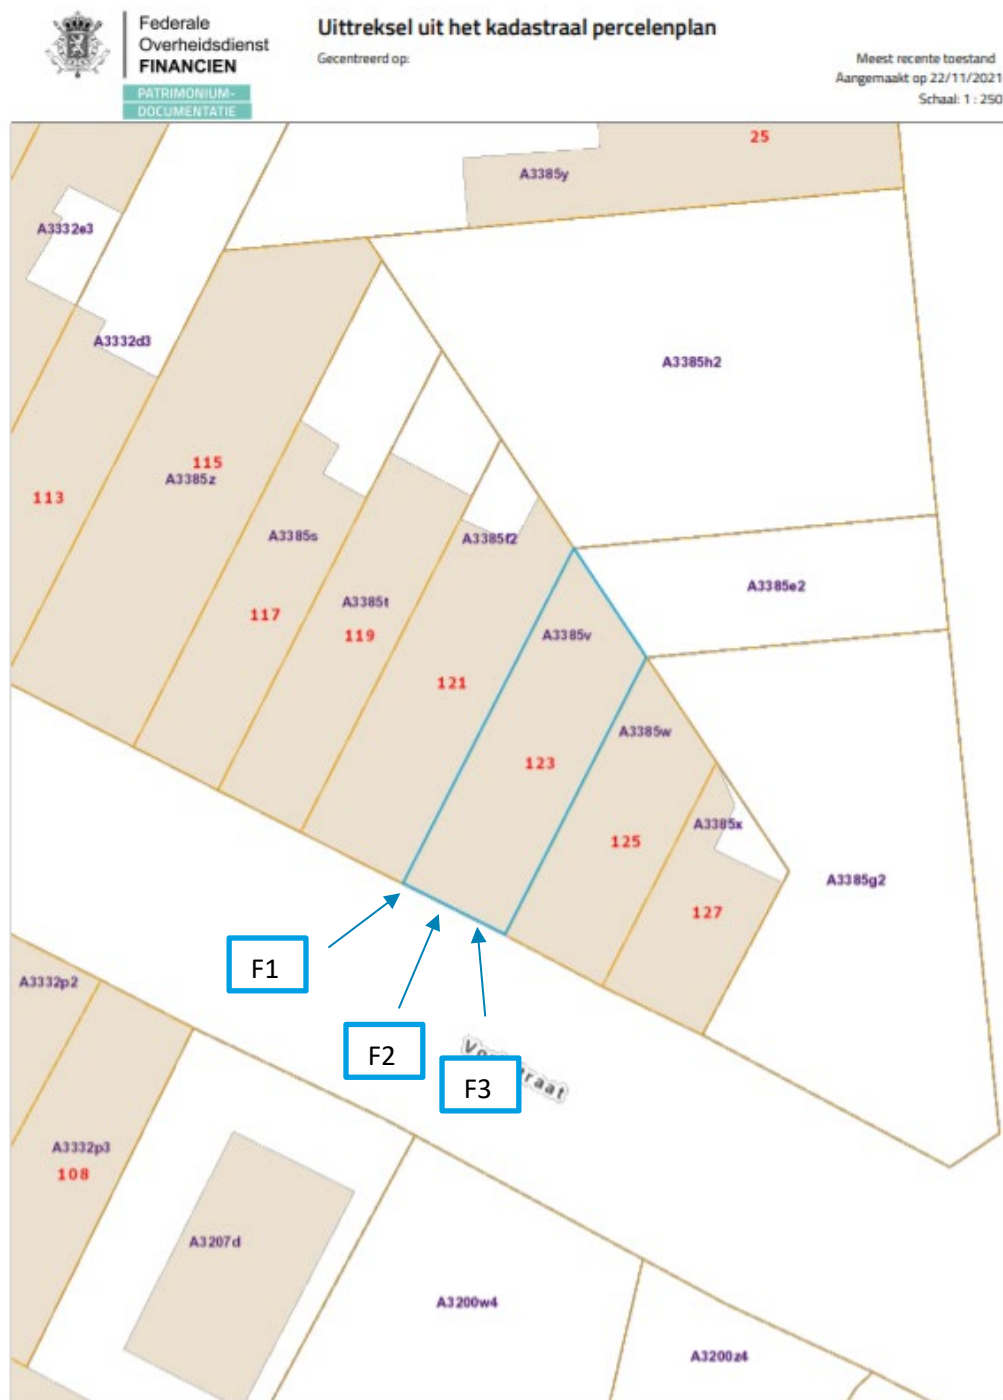 Federale
Overheidsdienst
FINANCIEN
PATRIMONIUM-
DOCUMENTATIE
Uittreksel uit het kadastraal percelenplan
Gecentreerd op:
Meest recente toestand
Aangemaakt op 22/11/2021
Schaal: 1 : 250
25
A3385y
A3332e3
A3332d3
A3385h2
115
A3385z
113
A3385s
A3385f2
A3385e2
A3385t
117
119
A3385v
121
A3385w
123
A3385x
125
A3385g2
127
F1
A3332p2
F2
F3
A3332p3
108
A3207d
A3200w4
A3200z4